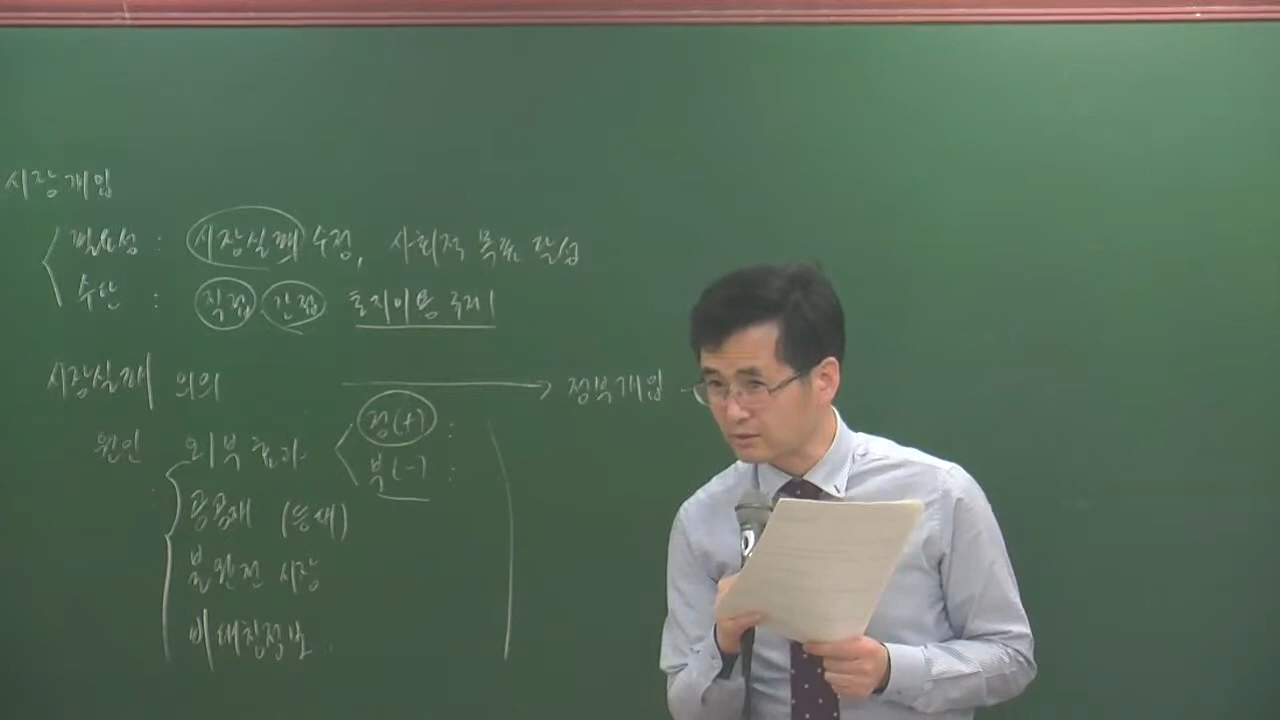 시장개입
필요성 : 시장실패 수정, 사회적 목표 달성
수단 : 직접 간접 토지이용 규제
시장실패 의의 → 정부개입
원인 외부효과 정(+) :
부(-) :
공공재
불완전 시장
비대칭정보